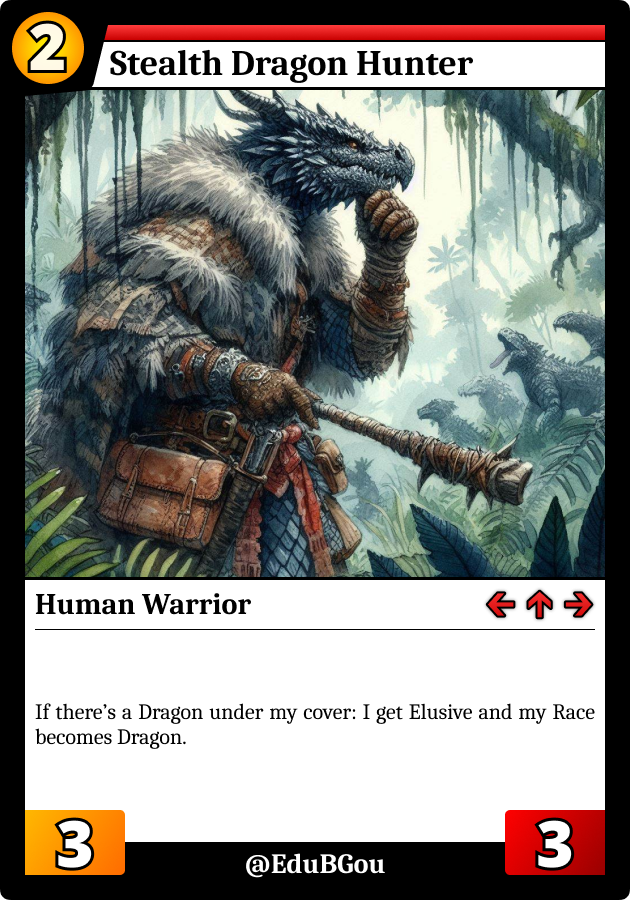 2
Stealth Dragon Hunter
Human Warrior
If there’s a Dragon under my cover: I get Elusive and my Race
becomes Dragon.
3
@EduBGou
3